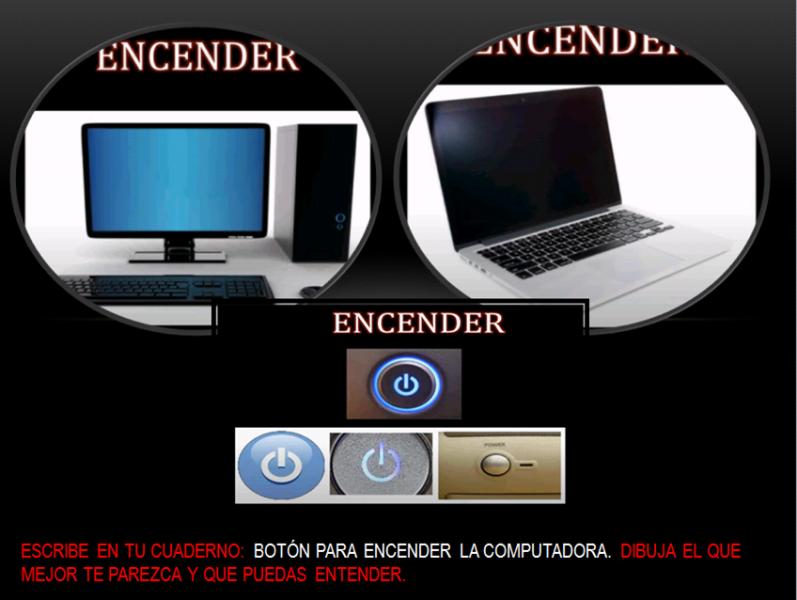 ENCENDER
ENCENDER
ENCENDER
POWER
ESCRIBE EN TU CUADERNO: BOTÓN PARA ENCENDER LA COMPUTADORA. DIBUJA EL QUE
MEJOR TE PAREZCA Y QUE PUEDAS ENTENDER.